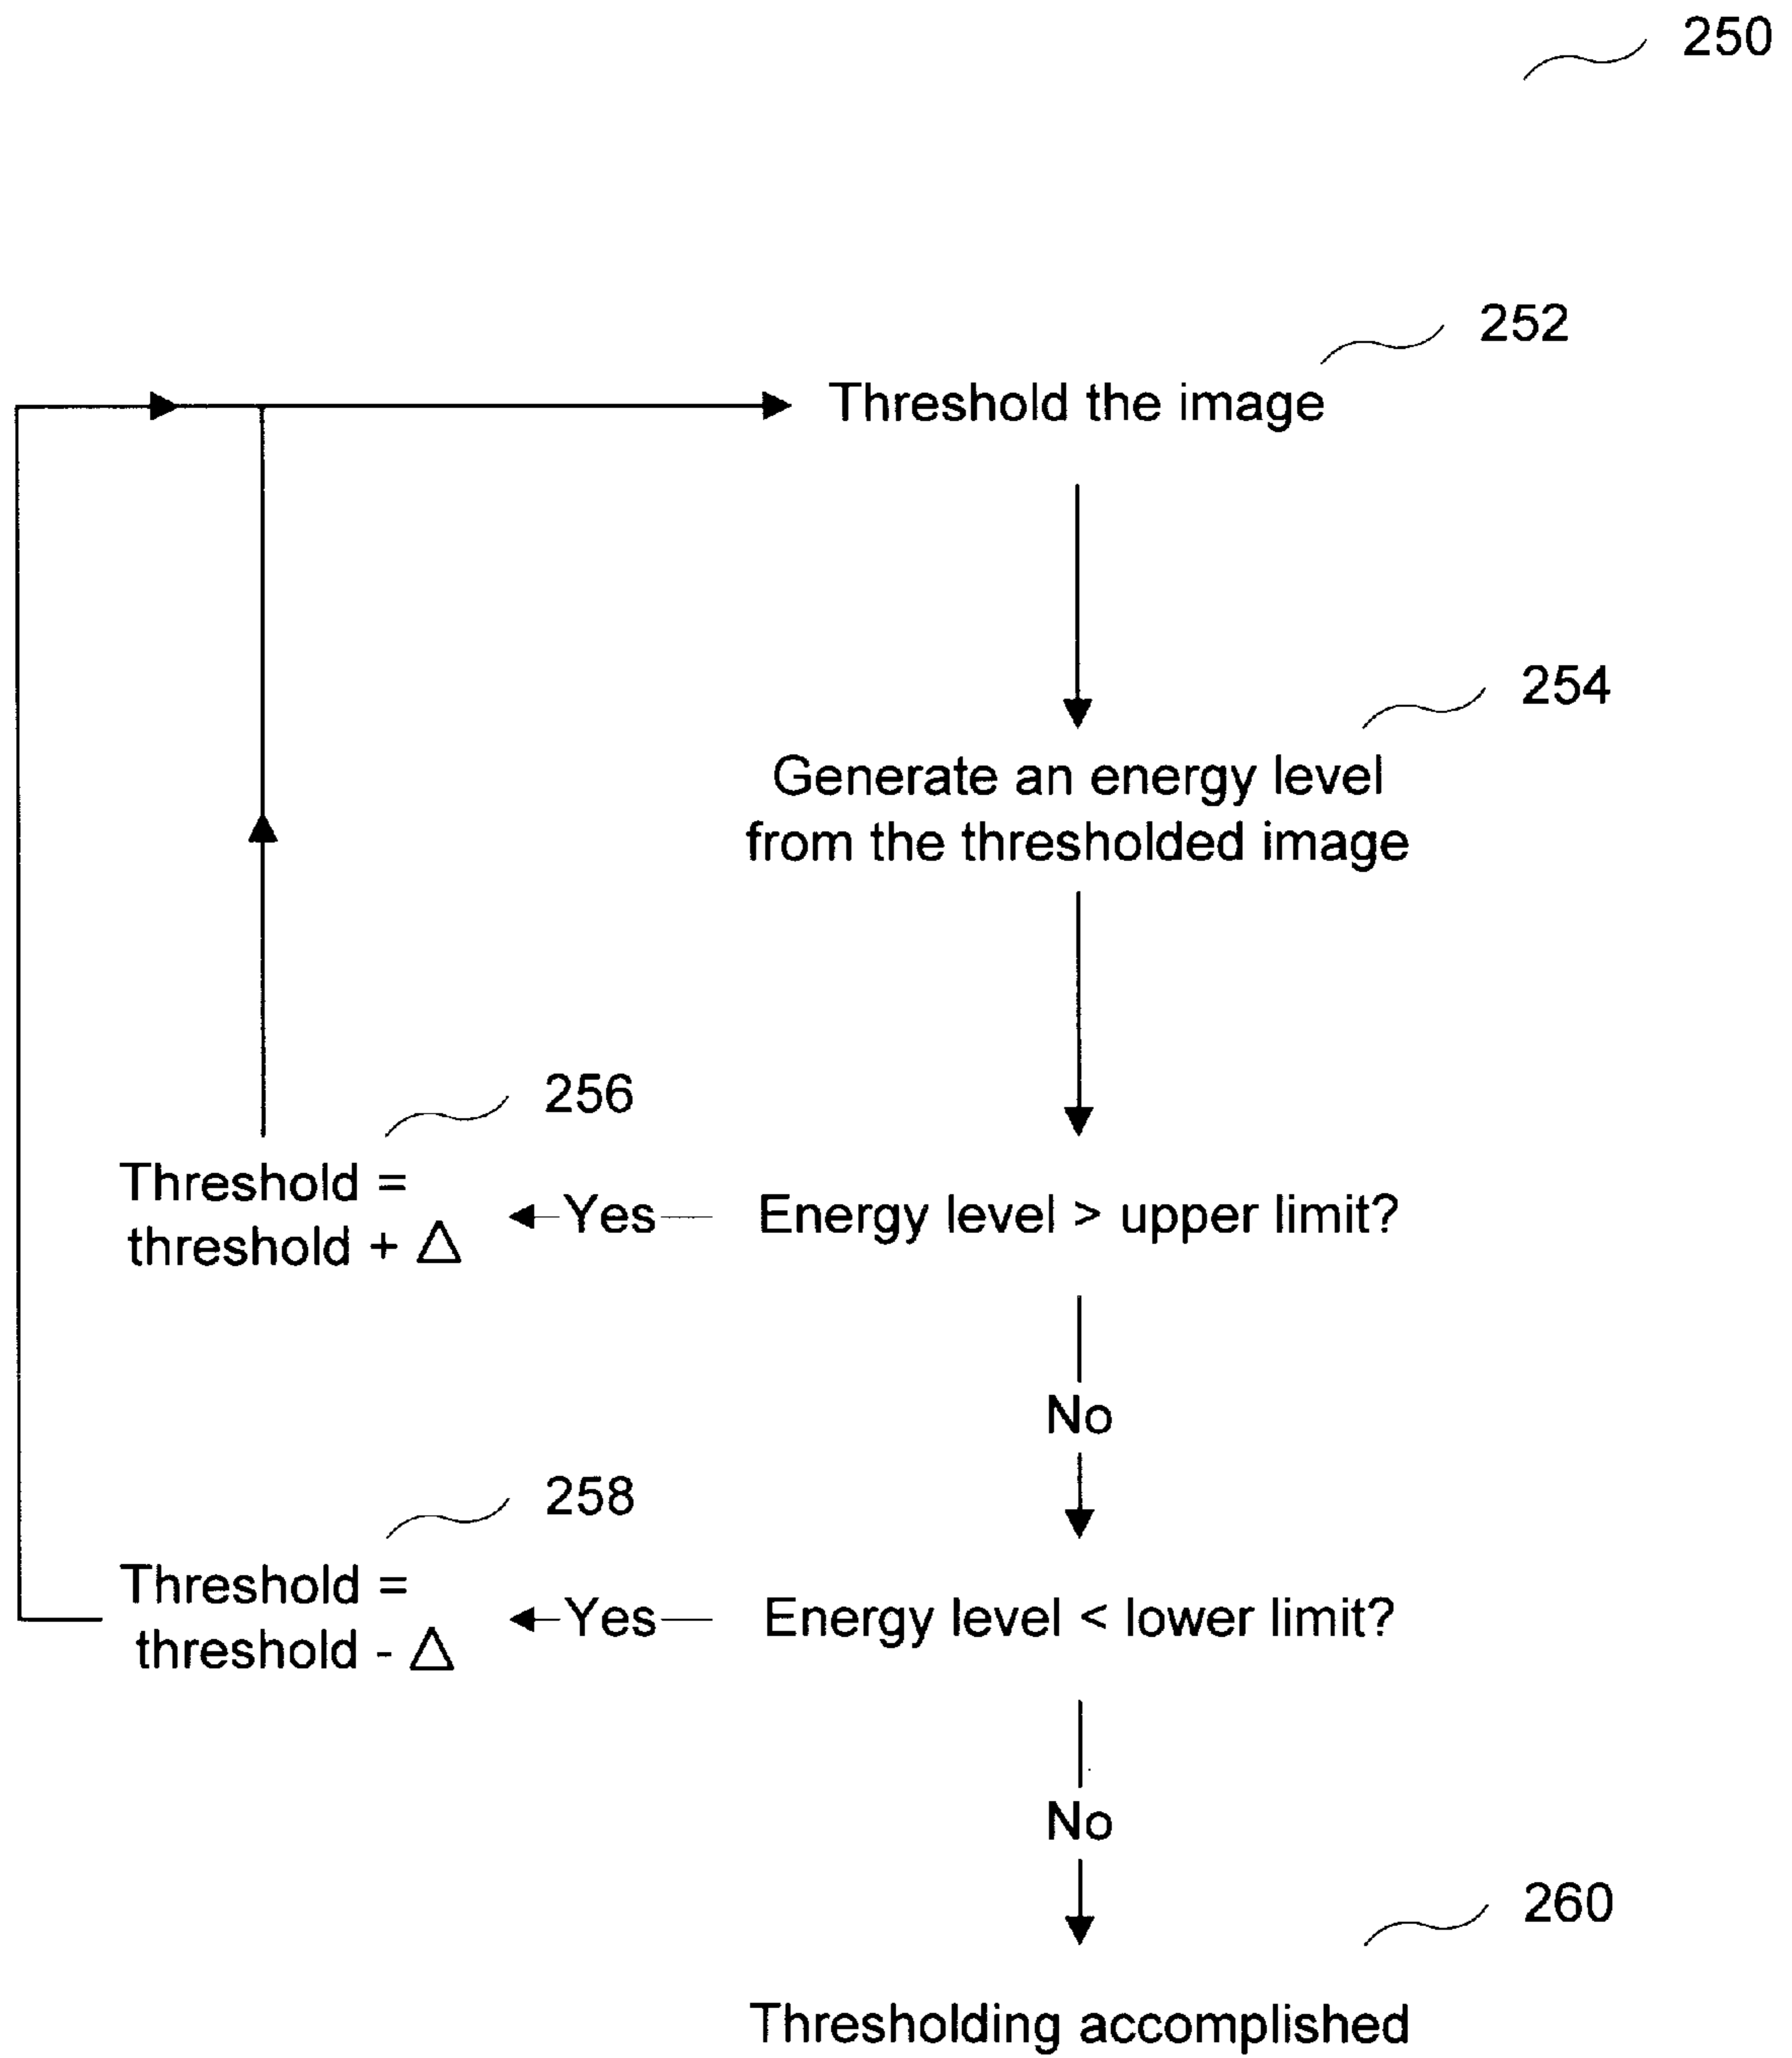 250
252
Threshold the image
254
Generate an energy level
from the thresholded image
256
Threshold =
threshold + Δ
Yes
Energy level > upper limit?
No
258
Threshold =
threshold - Δ
Yes
Energy level < lower limit?
No
260
Thresholding accomplished